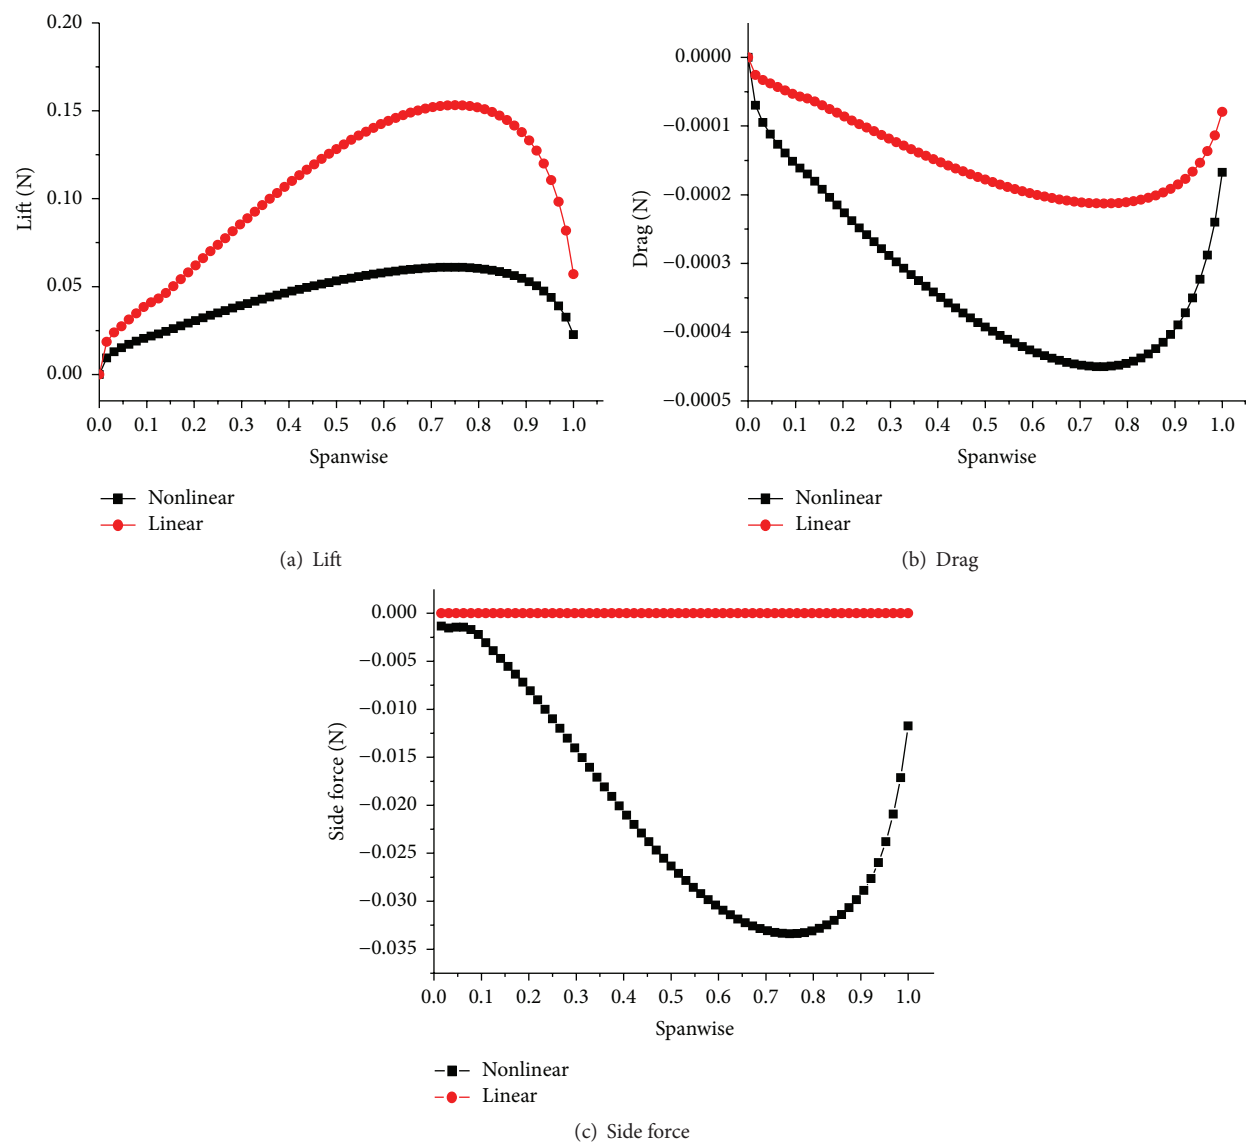 0.20
0.15
0.10
0.05
0.00
Lift (N)
0.0 0.1 0.2 0.3 0.4 0.5 0.6 0.7 0.8 0.9 1.0
Spanwise
Nonlinear
Linear
(a) Lift
0.0000
−0.0001
−0.0002
−0.0003
−0.0004
−0.0005
Drag (N)
0.0 0.1 0.2 0.3 0.4 0.5 0.6 0.7 0.8 0.9 1.0
Spanwise
Nonlinear
Linear
(b) Drag
0.000
−0.005
−0.010
−0.015
−0.020
−0.025
−0.030
−0.035
Side force (N)
0.0 0.1 0.2 0.3 0.4 0.5 0.6 0.7 0.8 0.9 1.0
Spanwise
Nonlinear
Linear
(c) Side force